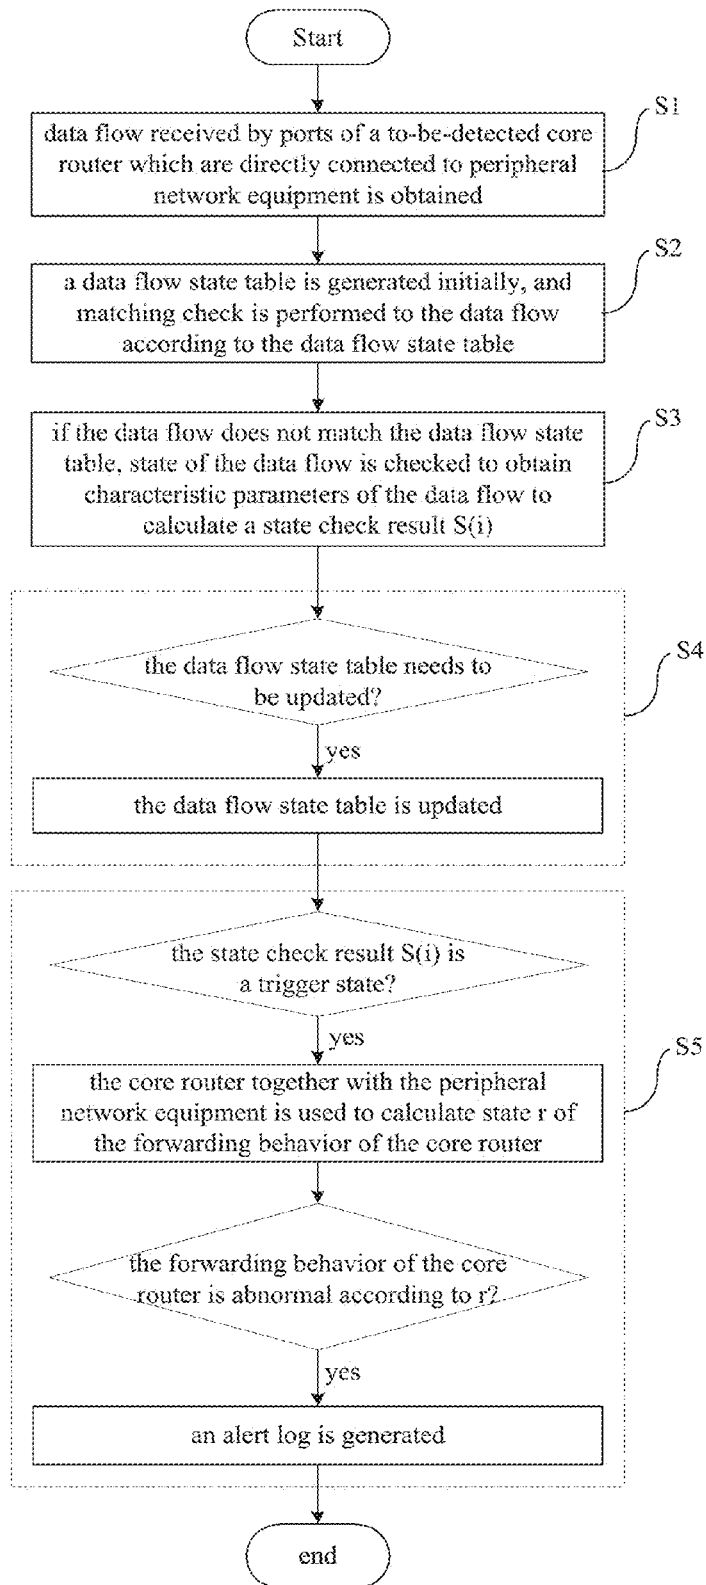 Start
S1
data flow received by ports of a to-be-detected core
router which are directly connected to peripheral
network equipment is obtained
S2
a data flow state table is generated initially, and
matching check is performed to the data flow
according to the data flow state table
S3
if the data flow does not match the data flow state
table, state of the data flow is checked to obtain
characteristic parameters of the data flow to
calculate a state check result S(i)
S4
the data flow state table needs to
be updated?
yes
the data flow state table is updated
the state check result S(i) is
a trigger state?
yes
S5
the core router together with the peripheral
network equipment is used to calculate state r of
the forwarding behavior of the core router
the forwarding behavior of the core
router is abnormal according to r?
yes
an alert log is generated
end